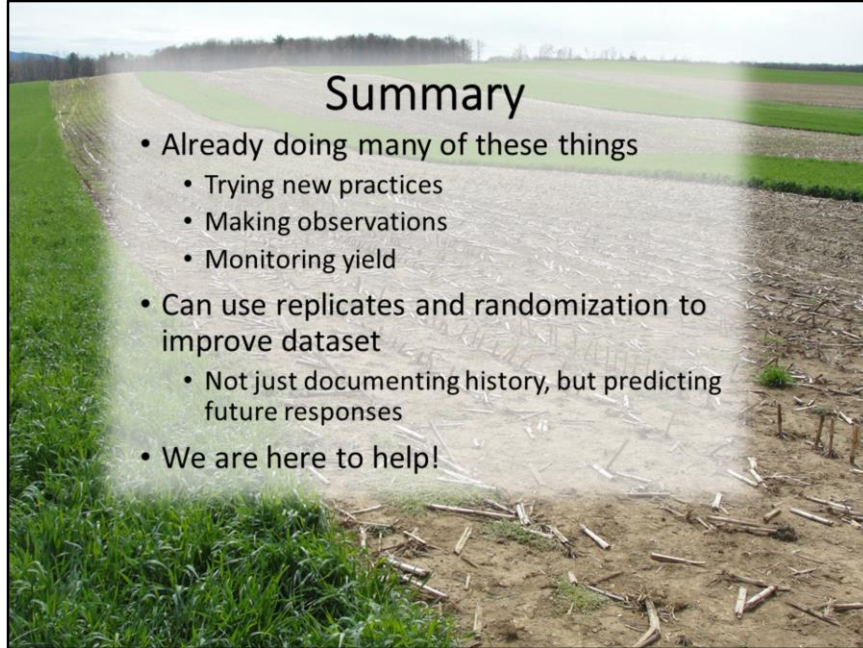 Summary
• Already doing many of these things
• Trying new practices
• Making observations
• Monitoring yield
• Can use replicates and randomization to
improve dataset
• Not just documenting history, but predicting
future responses
• We are here to help!